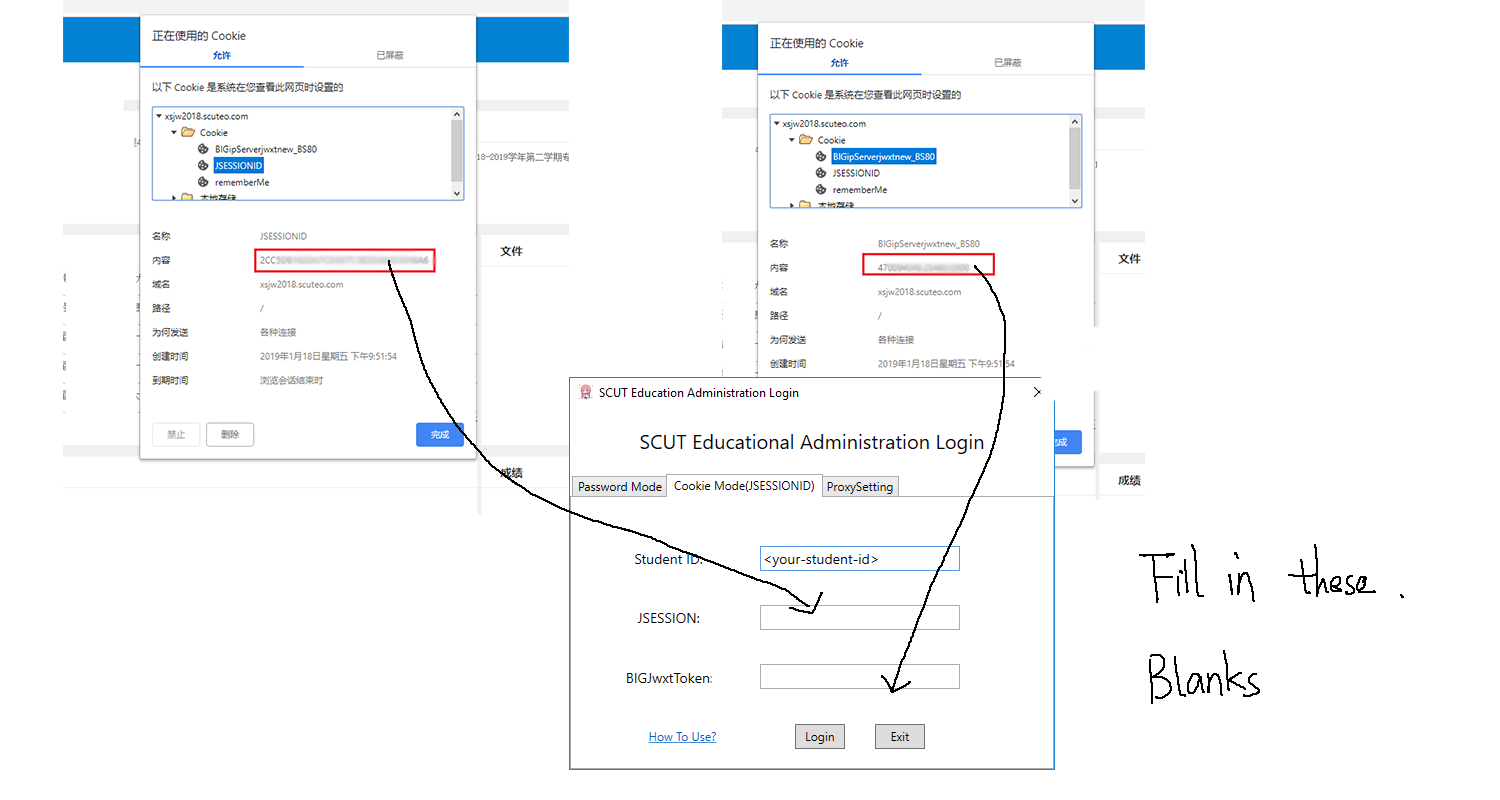 正在使用的 Cookie
允许
已屏蔽
以下 Cookie 是系统在您查看此网页时设置的
xsjw2018.scuteo.com
Cookie
BIGipServerjwxtnew_BS80
JSESSIONID
rememberMe
本地存储
名称 JSESSIONID
内容 2CC
域名 xsjw2018.scuteo.com
路径 /
为何发送 各种连接
创建时间 2019年1月18日星期五 下午9:51:54
到期时间 浏览会话结束时
禁止
删除
完成
18~2019学年第二学期专
文件
成绩
正在使用的 Cookie
允许
已屏蔽
以下 Cookie 是系统在您查看此网页时设置的
xsjw2018.scuteo.com
Cookie
BIGipServerjwxtnew_BS80
JSESSIONID
rememberMe
本地存储
名称 BIGipServerjwxtnew_BS80
内容 47
域名 xsjw2018.scuteo.com
路径 /
为何发送 各种连接
创建时间 2019年1月18日星期五 下午9:51:54
文件
成绩
SCUT Education Administration Login
SCUT Educational Administration Login
Password Mode
Cookie Mode(JSESSIONID)
ProxySetting
Student ID: <your-student-id>
JSESSION:
BIGJwxtToken:
How To Use?
Login
Exit
Fill in these.
Blanks